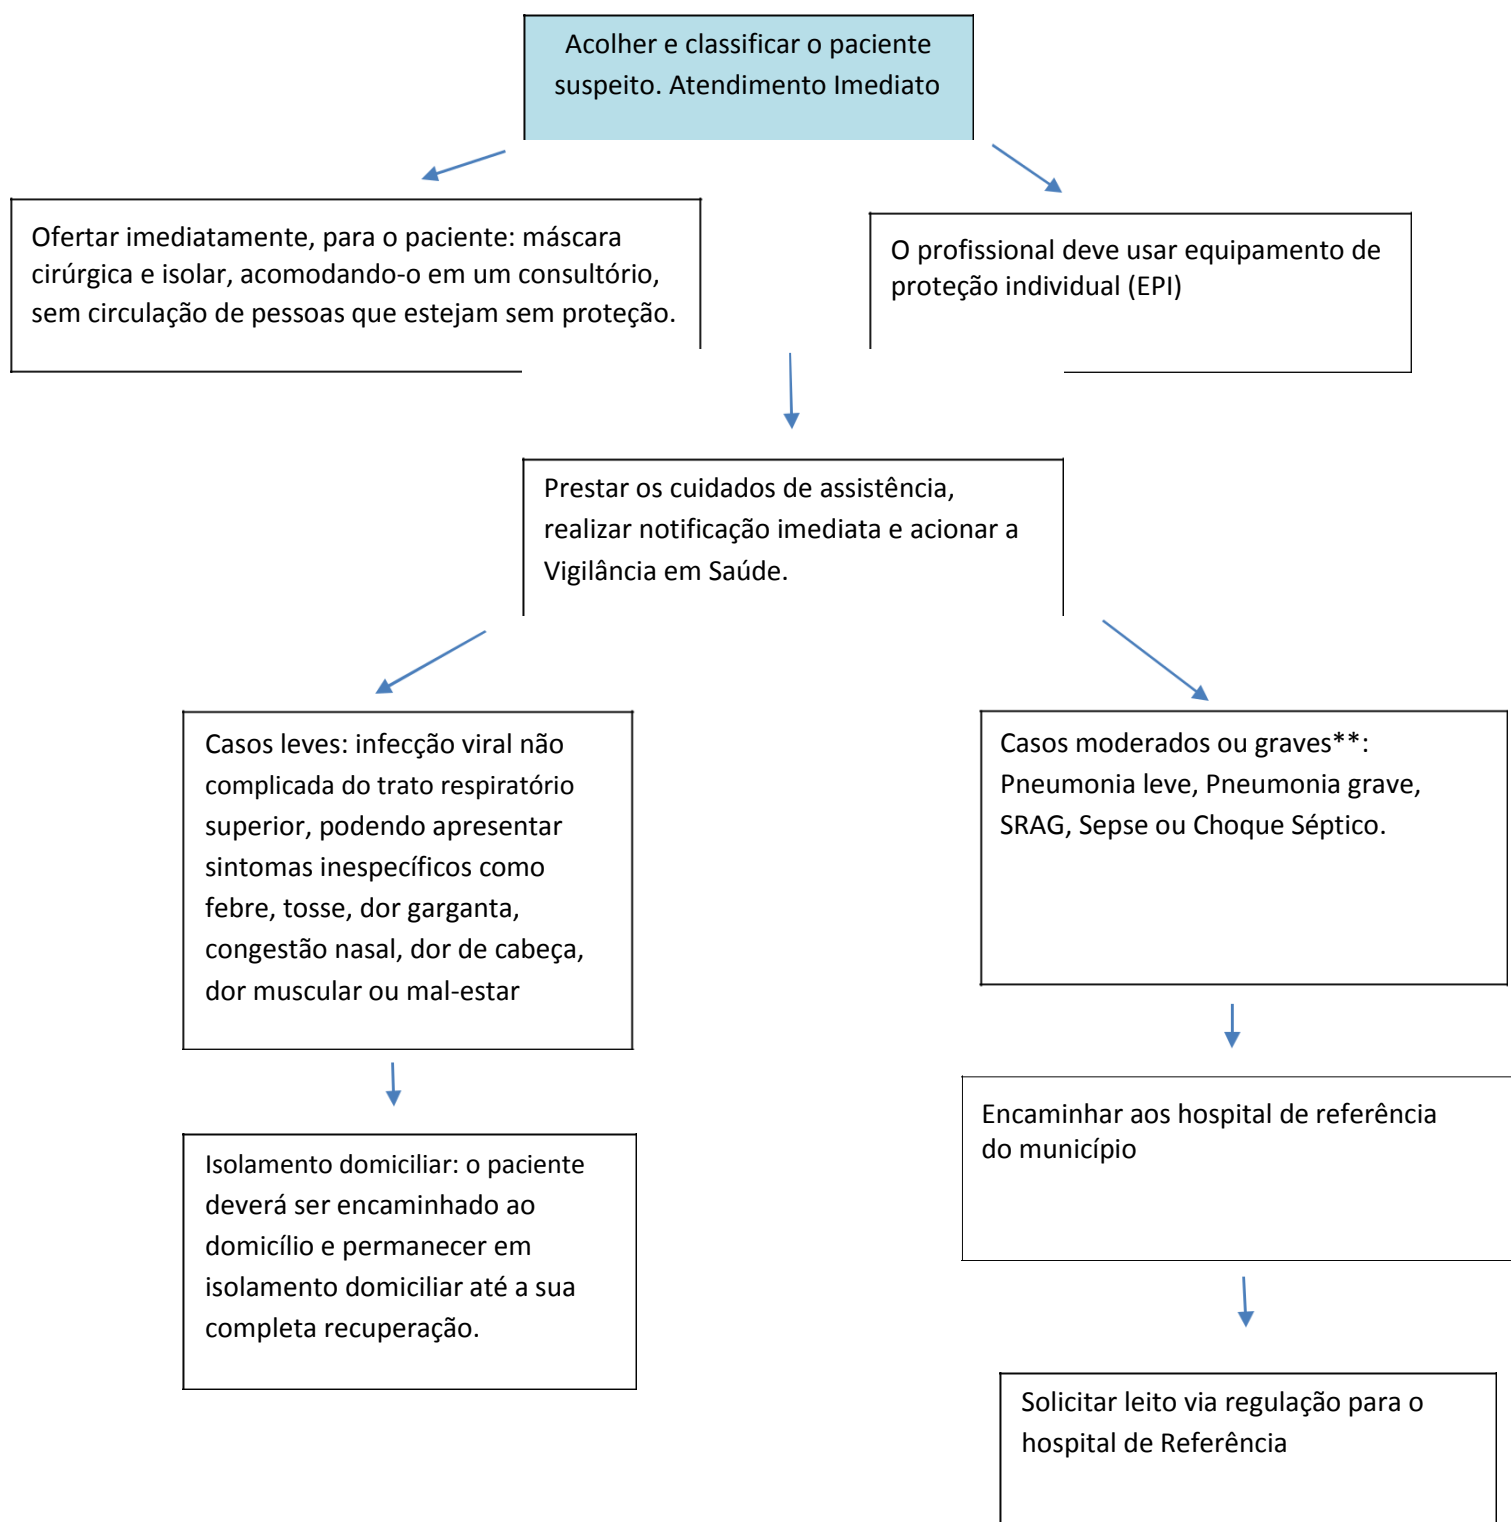 Acolher e classificar o paciente
suspeito. Atendimento Imediato
Ofertar imediatamente, para o paciente: máscara
cirúrgica e isolar, acomodando-o em um consultório,
sem circulação de pessoas que estejam sem proteção.
O profissional deve usar equipamento de
proteção individual (EPI)
Prestar os cuidados de assistência,
realizar notificação imediata e acionar a
Vigilância em Saúde.
Casos leves: infecção viral não
complicada do trato respiratório
superior, podendo apresentar
sintomas inespecíficos como
febre, tosse, dor garganta,
congestão nasal, dor de cabeça,
dor muscular ou mal-estar
Casos moderados ou graves**:
Pneumonia leve, Pneumonia grave,
SRAG, Sepse ou Choque Séptico.
Isolamento domiciliar: o paciente
deverá ser encaminhado ao
domicílio e permanecer em
isolamento domiciliar até a sua
completa recuperação.
Encaminhar aos hospital de referência
do município
Solicitar leito via regulação para o
hospital de Referência